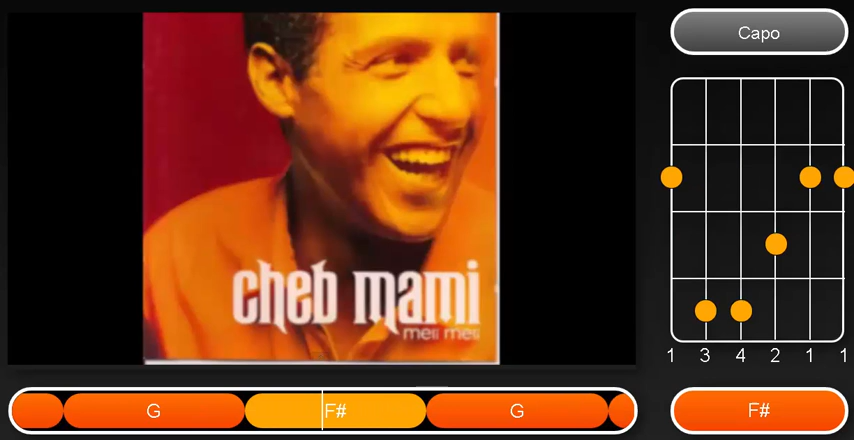 Capo
cheb mami
meli meli
1 3 4 2 1 1
G F# G
F#